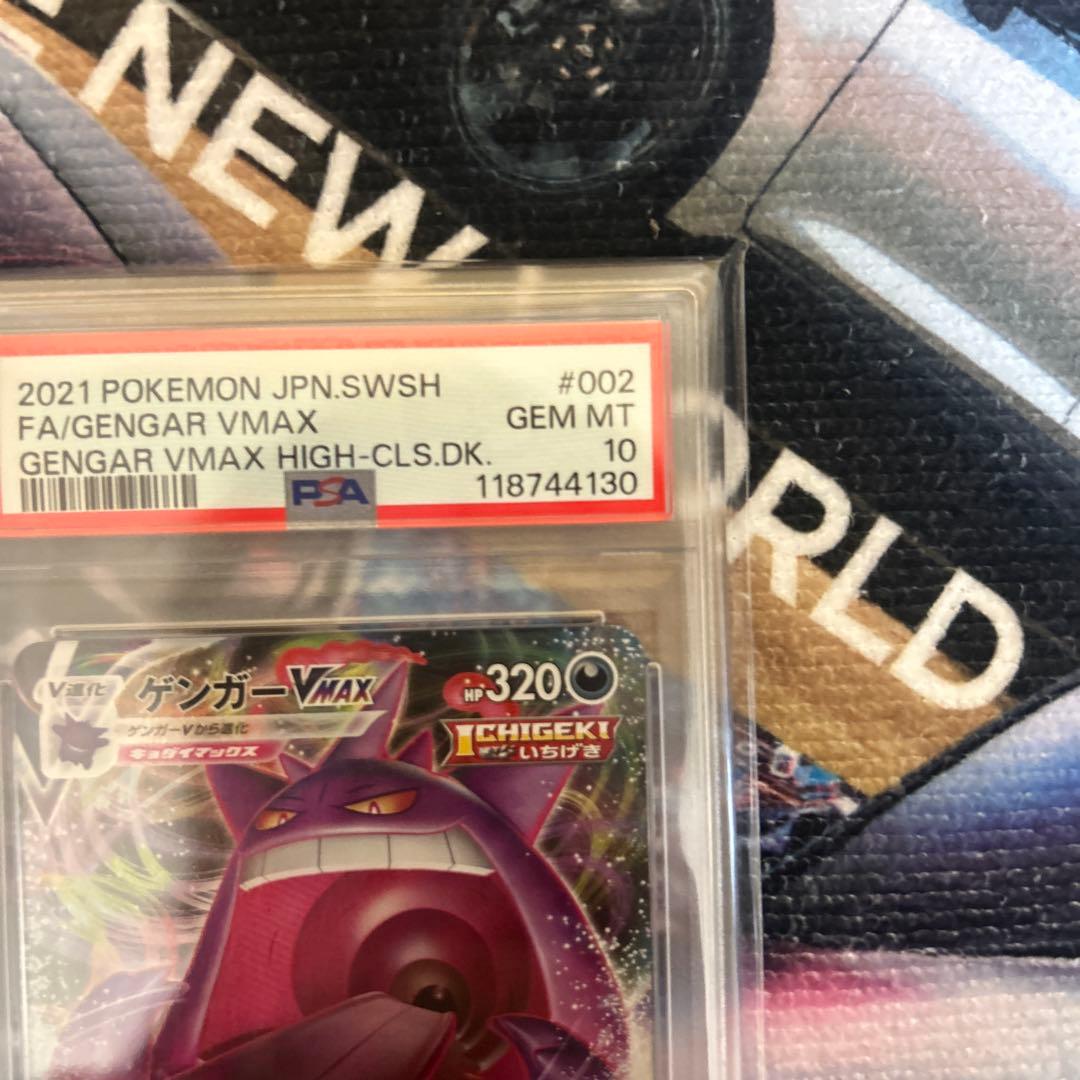 NEW
WORLD
2021 POKEMON JPN.SWSH #002
FA/GENGAR VMAX GEM MT
GENGAR VMAX HIGH-CLS.DK. 10
PSA 118744130
V進化 ゲンガーVMAX HP320
ゲンガーVから進化
キョダイマックス
ICHIGEKI
いちげき